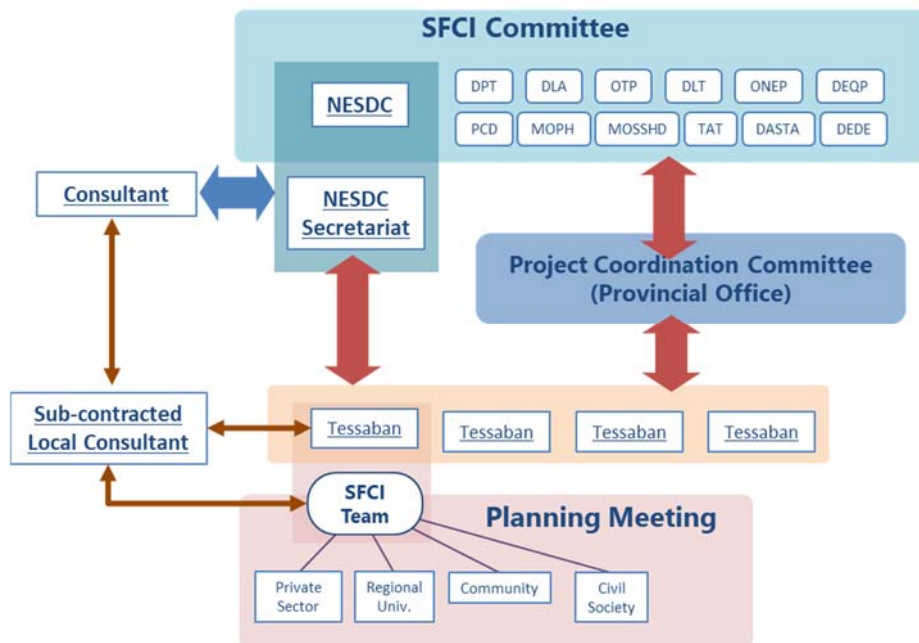 SFCI Committee
NESDC
DPT
DLA
OTP
DLT
ONEP
DEQP
PCD
MOPH
MOSSHD
TAT
DASTA
DEDE
Consultant
NESDC
Secretariat
Project Coordination Committee
(Provincial Office)
Sub-contracted
Local Consultant
Tessaban
Tessaban
Tessaban
Tessaban
SFCI
Team
Planning Meeting
Private
Sector
Regional
Univ.
Community
Civil
Society